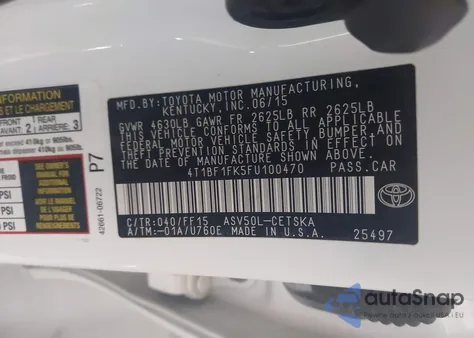 INFORMATION
ET LE CHARGEMENT
FRONT
AVANT 2
REAR
ARRIÈRE 3
P7
42661-06722
PSI
PSI
PSI
MFD.BY:TOYOTA MOTOR MANUFACTURING,
KENTUCKY,INC.06/15
GVWR 4630LB GAWR FR 2625LB RR 2625LB
THIS VEHICLE CONFORMS TO ALL APPLICABLE
FEDERAL MOTOR VEHICLE SAFETY, BUMPER, AND
THEFT PREVENTION STANDARDS IN EFFECT ON
THE DATE OF MANUFACTURE SHOWN ABOVE.
4T1BF1FK5FU100470 PASS.CAR
C/TR:040/FF15 ASV50L-CETSKA
A/TM:-01A/U760E MADE IN U.S.A. 25497
autoSnap